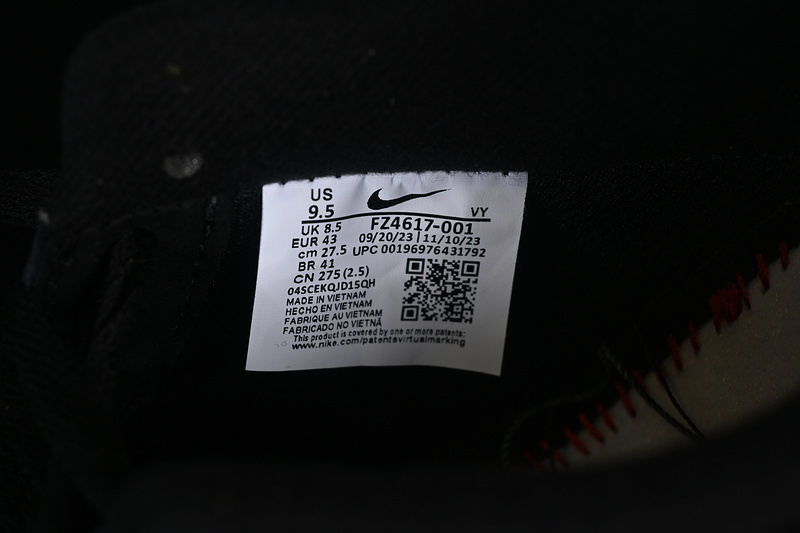 US
9.5
VY
UK 8.5 FZ4617-001
EUR 43 09/20/23 | 11/10/23
cm 27.5 UPC 00196976431792
BR 41
CN 275 (2.5)
04SCEKQJD15QH
MADE IN VIETNAM
HECHO EN VIETNAM
FABRIQUE AU VIETNAM
FABRICADO NO VIETNÃ
This product is covered by one or more patents:
www.nike.com/patentsvirtualmarking